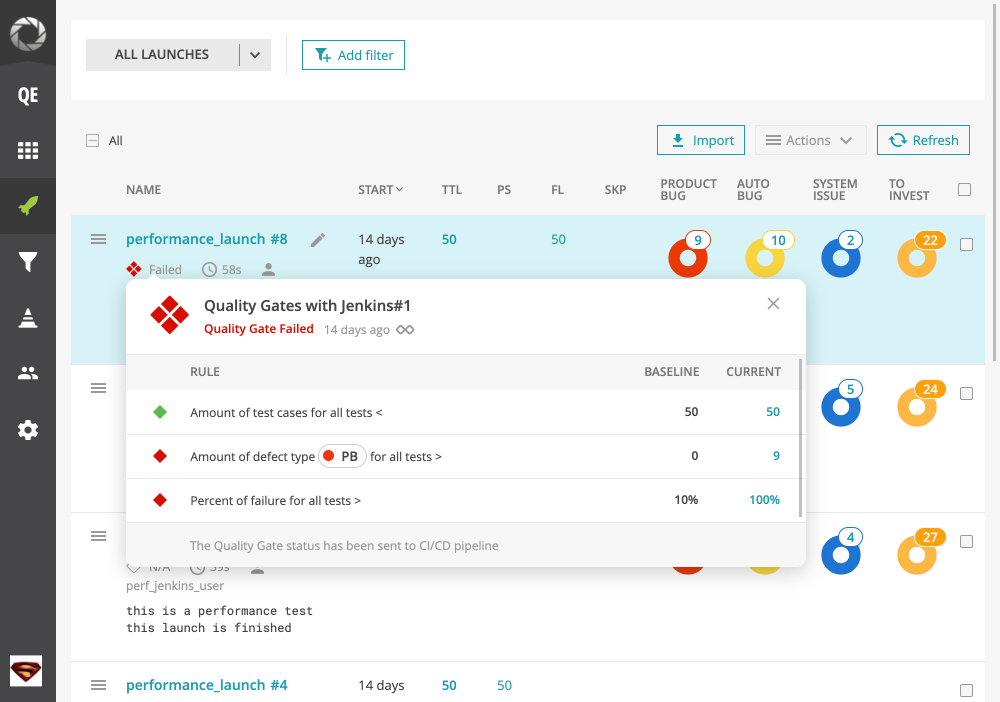 ALL LAUNCHES
Add filter
QE
All
Import
Actions
Refresh
NAME START TTL PS FL SKP PRODUCT BUG AUTO BUG SYSTEM ISSUE TO INVEST
performance_launch #8 14 days ago 50 50 9 10 2 22
Failed 58s
Quality Gates with Jenkins#1
Quality Gate Failed 14 days ago
RULE BASELINE CURRENT
Amount of test cases for all tests < 50 50
Amount of defect type PB for all tests > 0 9
Percent of failure for all tests > 10% 100%
The Quality Gate status has been sent to CI/CD pipeline
5 24
4 27
N/A 39s
perf_jenkins_user
this is a performance test
this launch is finished
performance_launch #4 14 days 50 50